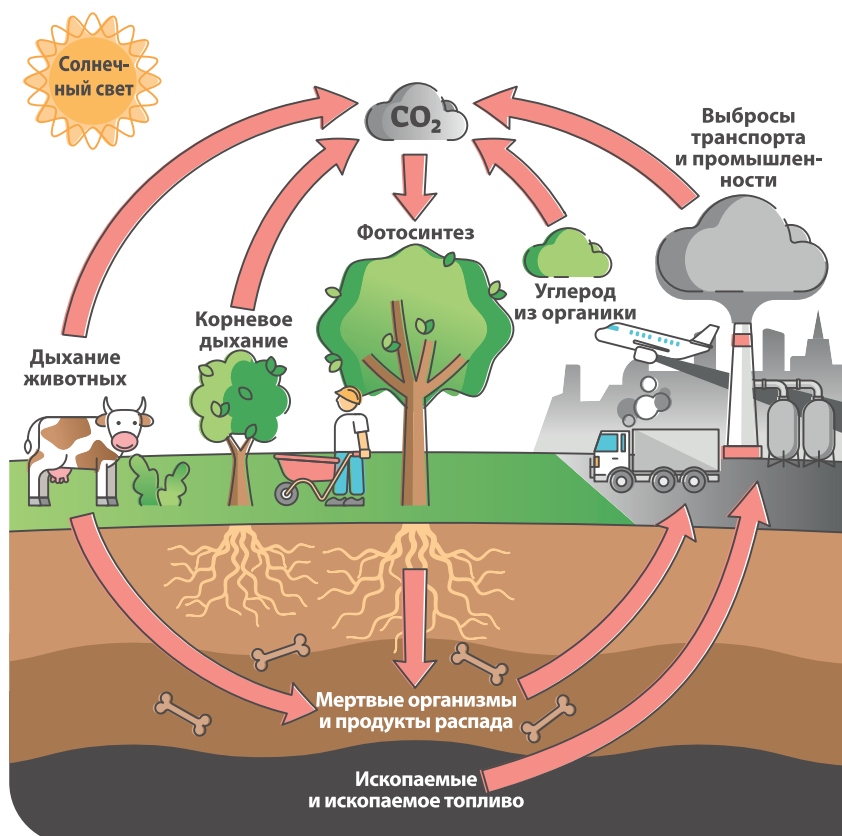 Солнеч-
ный свет
CO₂
Выбросы
транспорта
и промышлен-
ности
Фотосинтез
Углерод
из органики
Корневое
дыхание
Дыхание
животных
Мертвые организмы
и продукты распада
Ископаемые
и ископаемое топливо